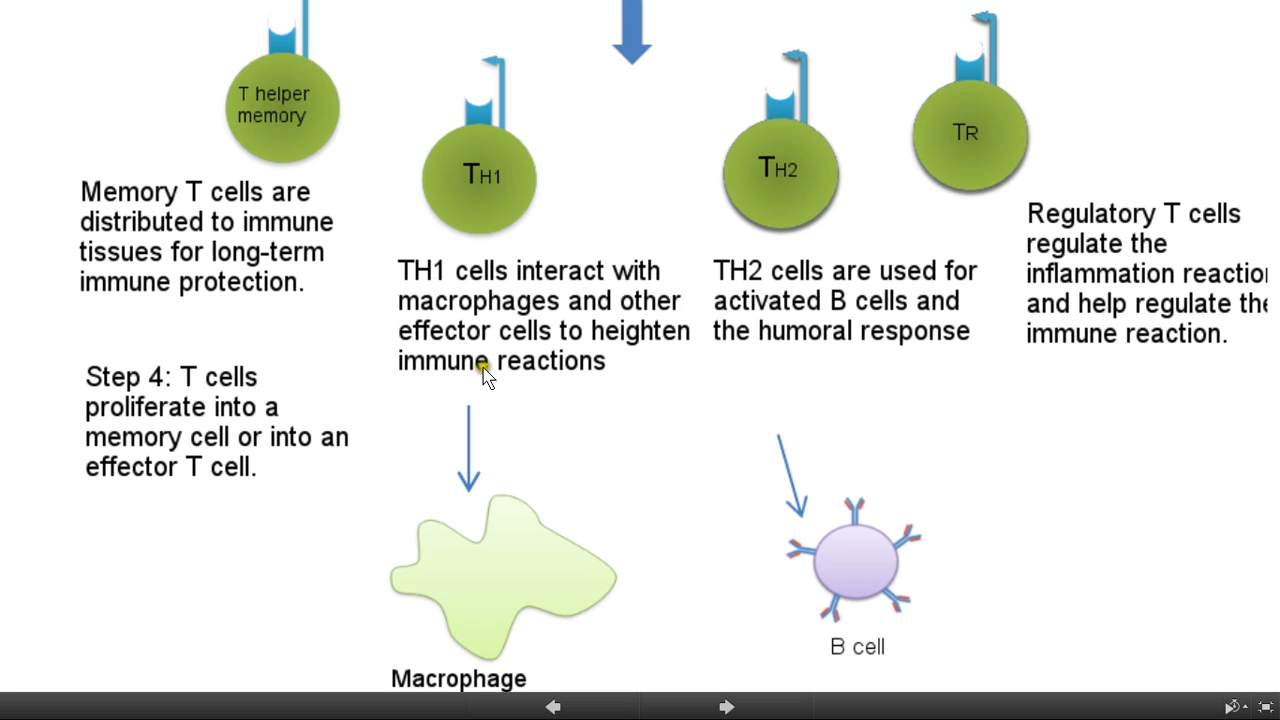 T helper
memory
TH1
TH2
TR
Memory T cells are
distributed to immune
tissues for long-term
immune protection.
TH1 cells interact with
macrophages and other
effector cells to heighten
immune reactions
TH2 cells are used for
activated B cells and
the humoral response
Regulatory T cells
regulate the
inflammation
and help regulate
immune reaction.
Step 4: T cells
proliferate into a
memory cell or into an
effector T cell.
Macrophage
B cell